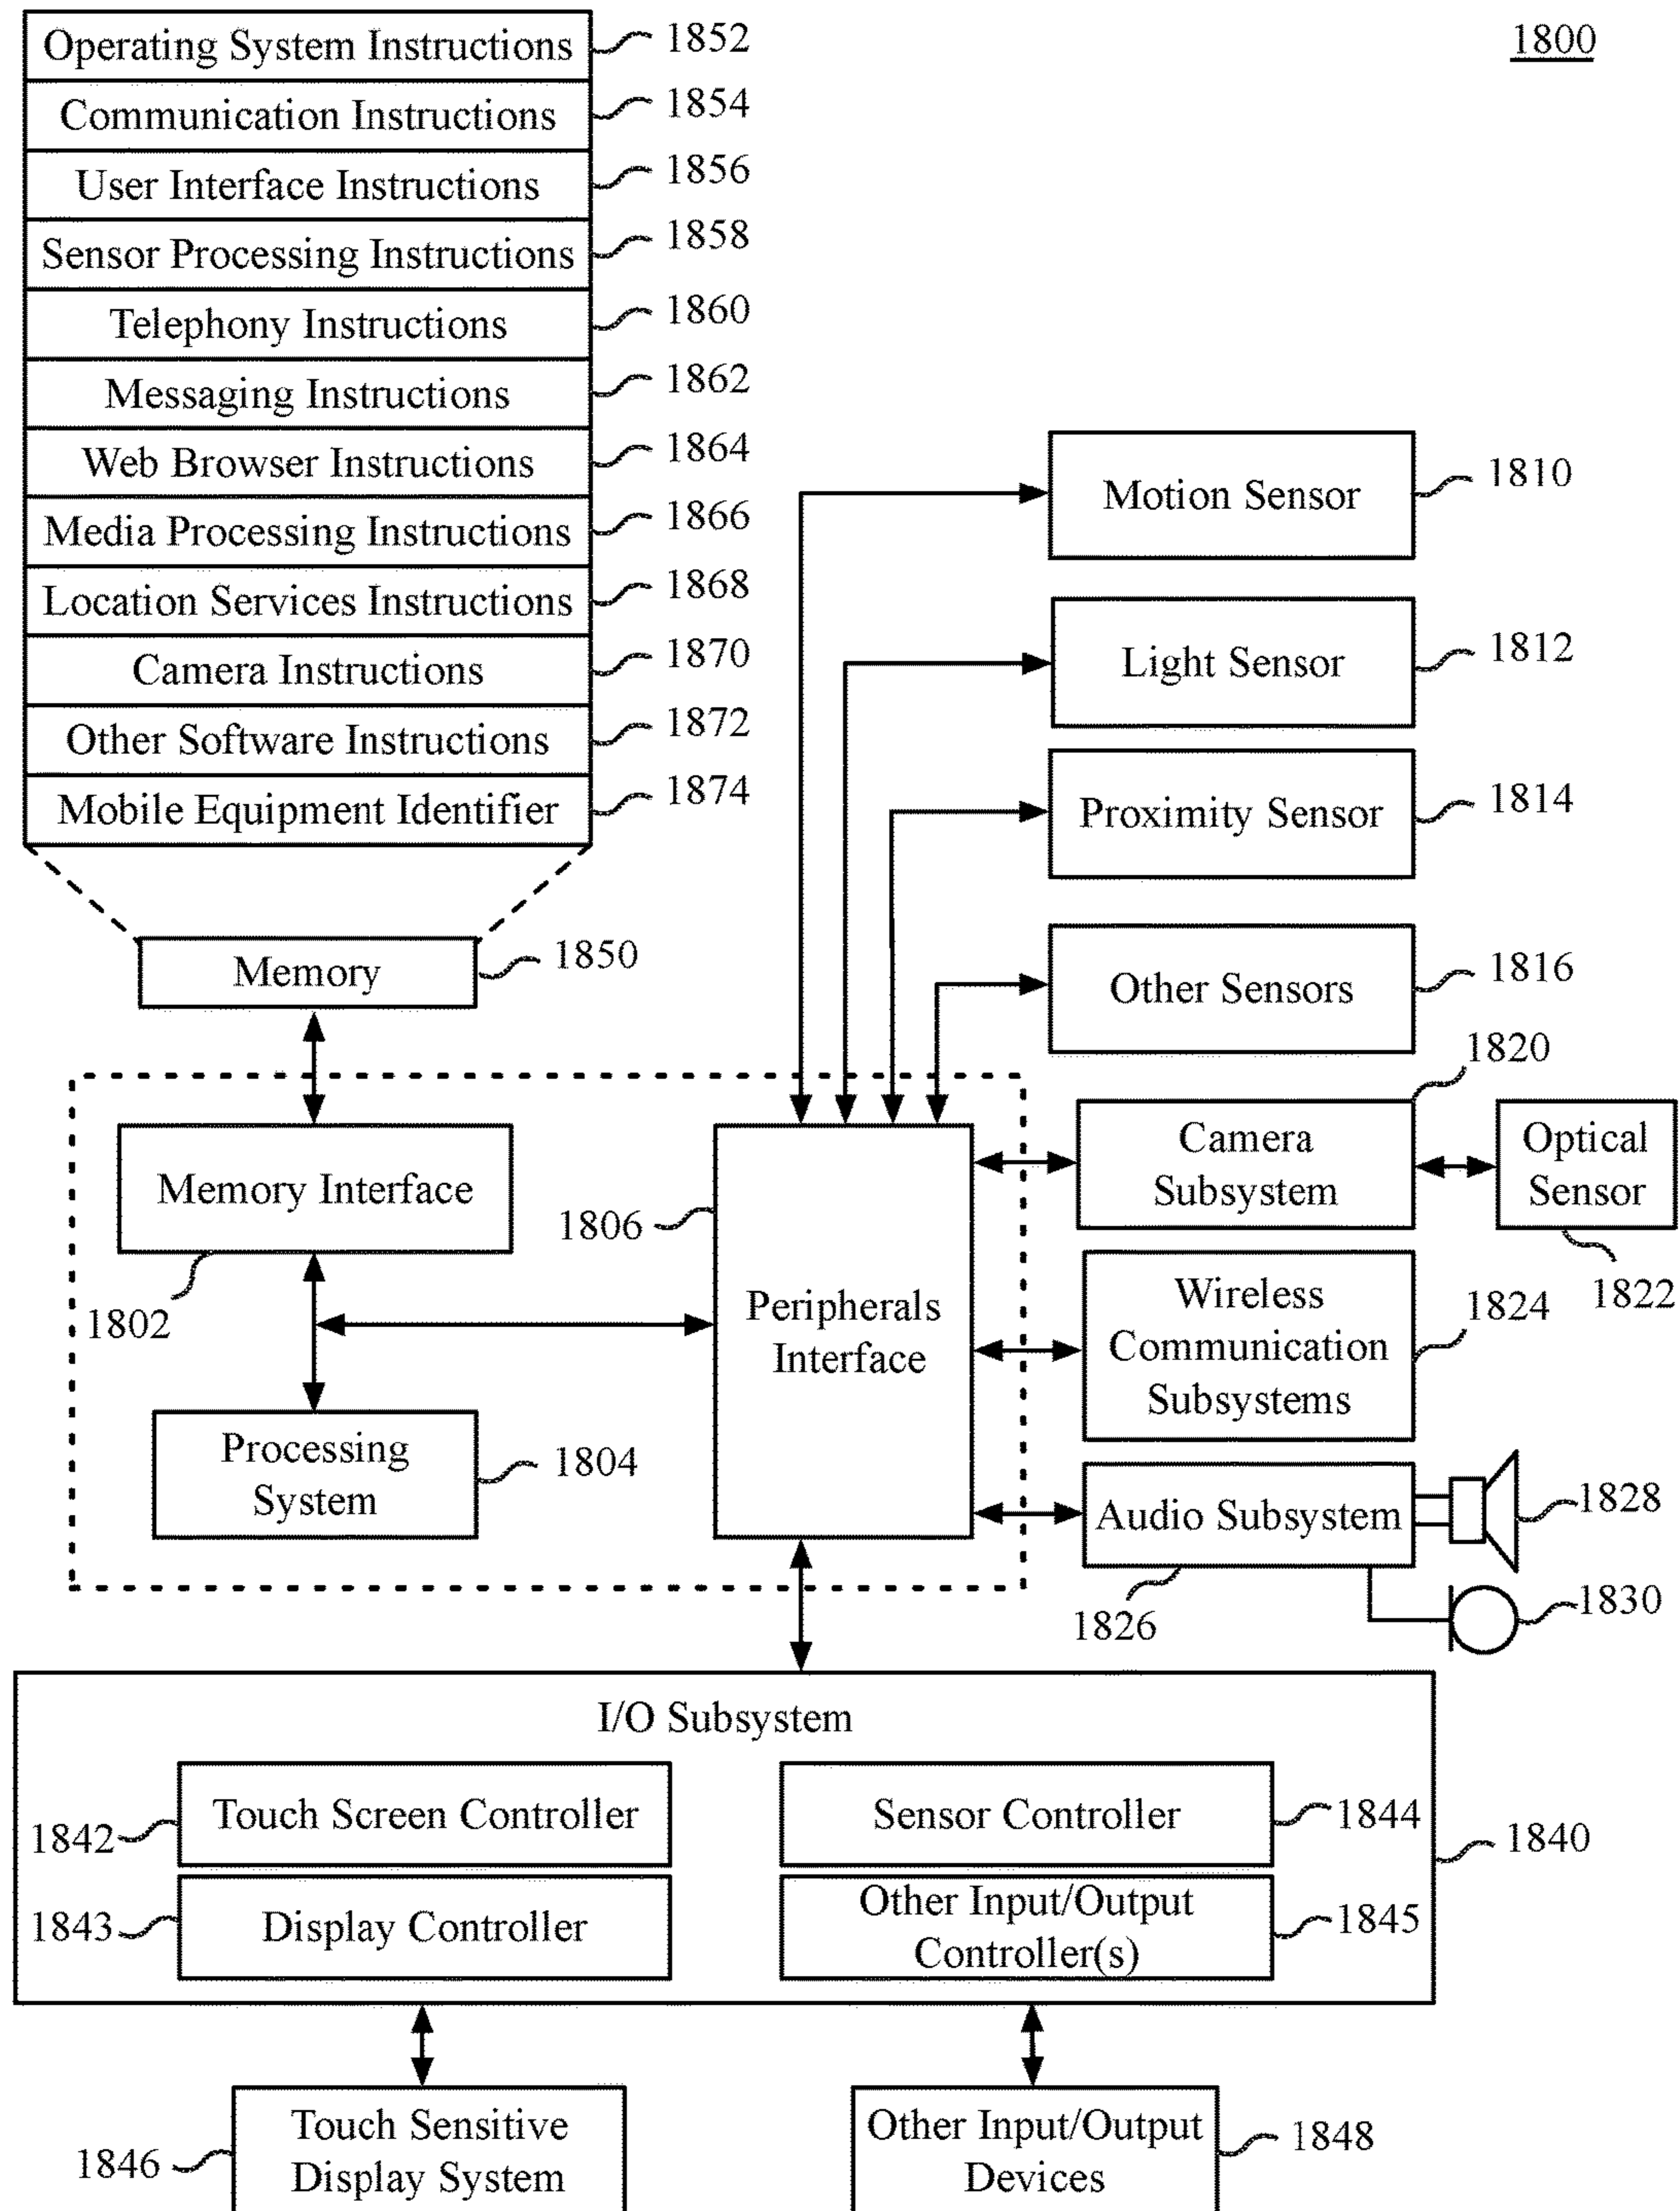 1800
Operating System Instructions 1852
Communication Instructions 1854
User Interface Instructions 1856
Sensor Processing Instructions 1858
Telephony Instructions 1860
Messaging Instructions 1862
Web Browser Instructions 1864
Media Processing Instructions 1866
Location Services Instructions 1868
Camera Instructions 1870
Other Software Instructions 1872
Mobile Equipment Identifier 1874
Memory 1850
Motion Sensor 1810
Light Sensor 1812
Proximity Sensor 1814
Other Sensors 1816
Memory Interface
1802
Processing
System
1804
1806
Peripherals
Interface
1820
Camera
Subsystem
Optical
Sensor
1822
Wireless
Communication
Subsystems
1824
Audio Subsystem
1826
1828
1830
I/O Subsystem
1840
1842 Touch Screen Controller
Sensor Controller 1844
1843 Display Controller
Other Input/Output
Controller(s)
1845
Touch Sensitive
Display System
1846
Other Input/Output
Devices
1848